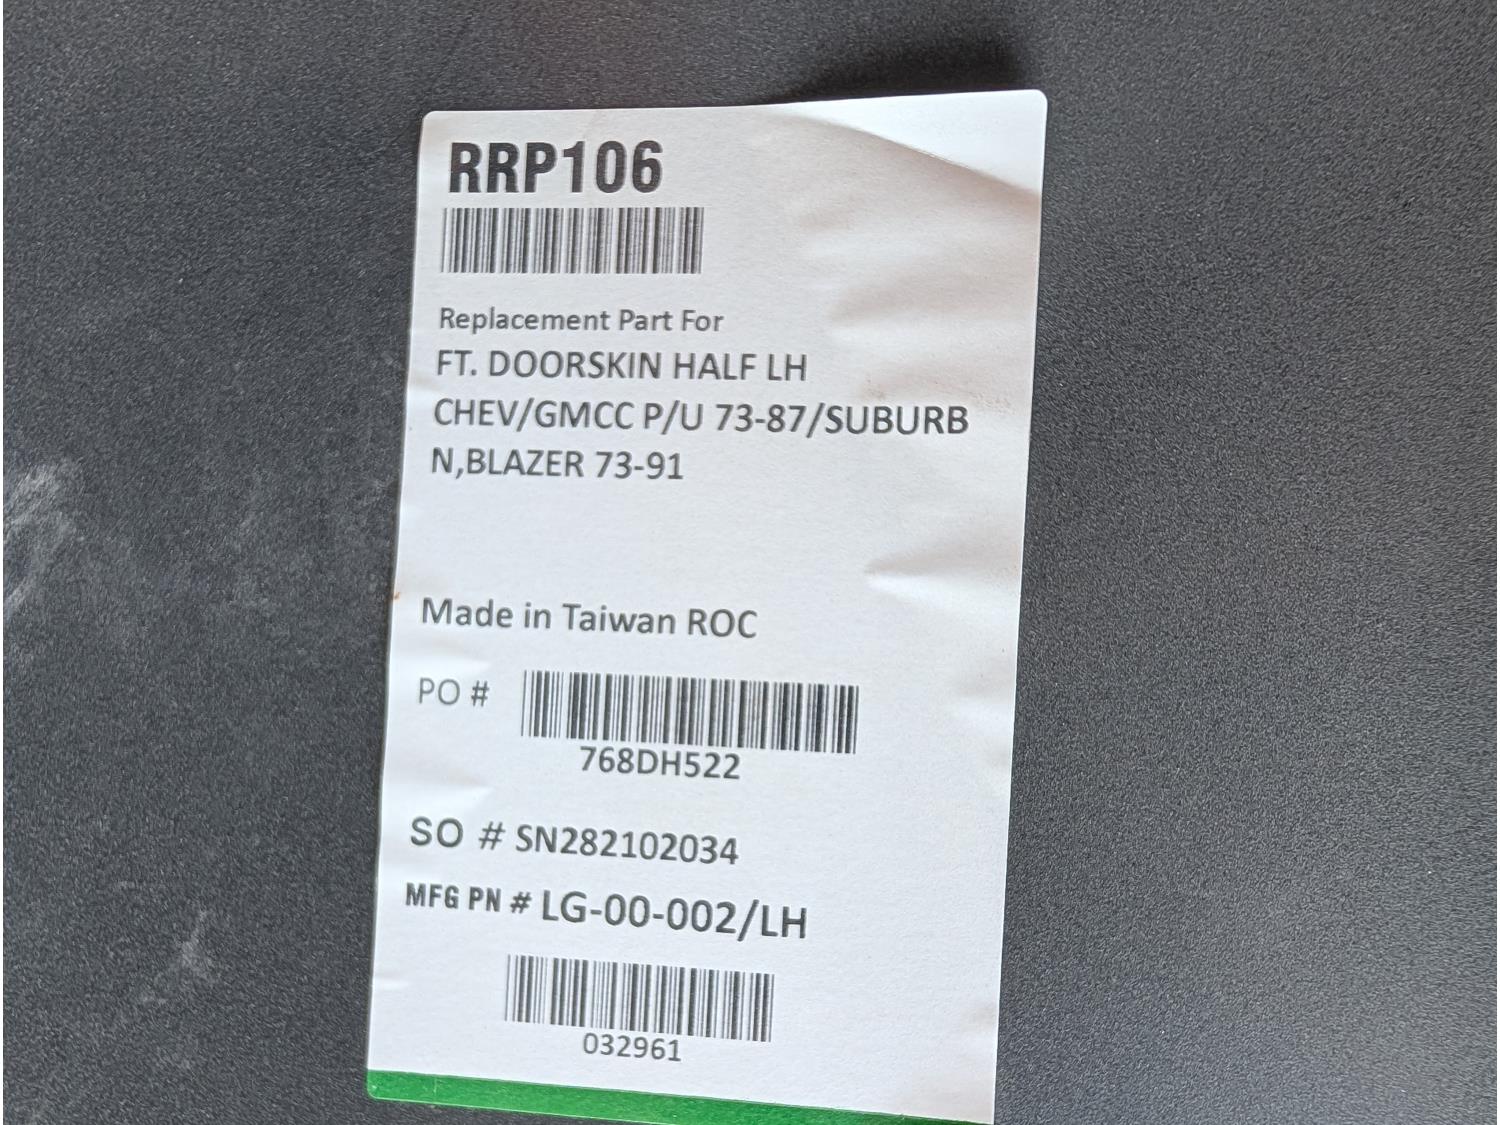 RRP106
Replacement Part For
FT. DOORSKIN HALF LH
CHEV/GMCC P/U 73-87/SUBURB
N,BLAZER 73-91
Made in Taiwan ROC
PO #
768DH522
SO # SN282102034
MFG PN # LG-00-002/LH
032961